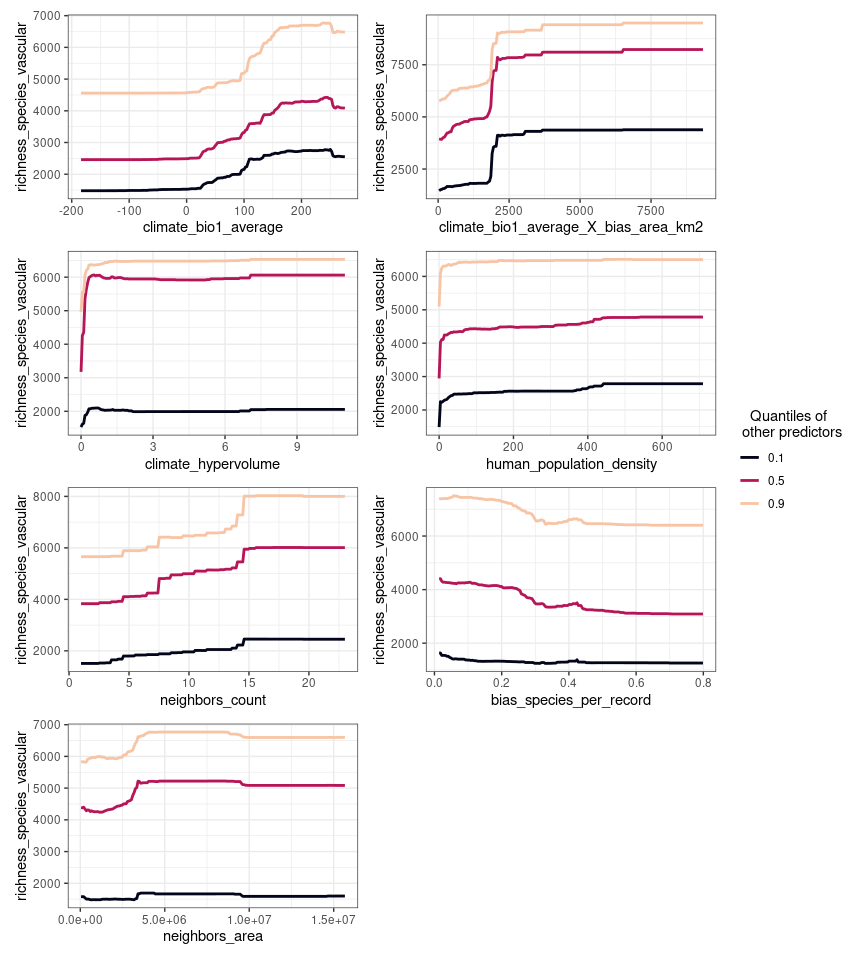 richness_species_vascular
7000
6000
5000
4000
3000
2000
-200 -100 0 100 200
climate_bio1_average
richness_species_vascular
7500
5000
2500
0 2500 5000 7500
climate_bio1_average_X_bias_area_km2
richness_species_vascular
6000
5000
4000
3000
2000
0 3 6 9
climate_hypervolume
richness_species_vascular
6000
5000
4000
3000
2000
0 200 400 600
human_population_density
richness_species_vascular
8000
6000
4000
2000
0 5 10 15 20
neighbors_count
richness_species_vascular
6000
4000
2000
0.0 0.2 0.4 0.6 0.8
bias_species_per_record
richness_species_vascular
7000
6000
5000
4000
3000
2000
0.0e+00 5.0e+06 1.0e+07 1.5e+07
neighbors_area
Quantiles of
other predictors
0.1
0.5
0.9